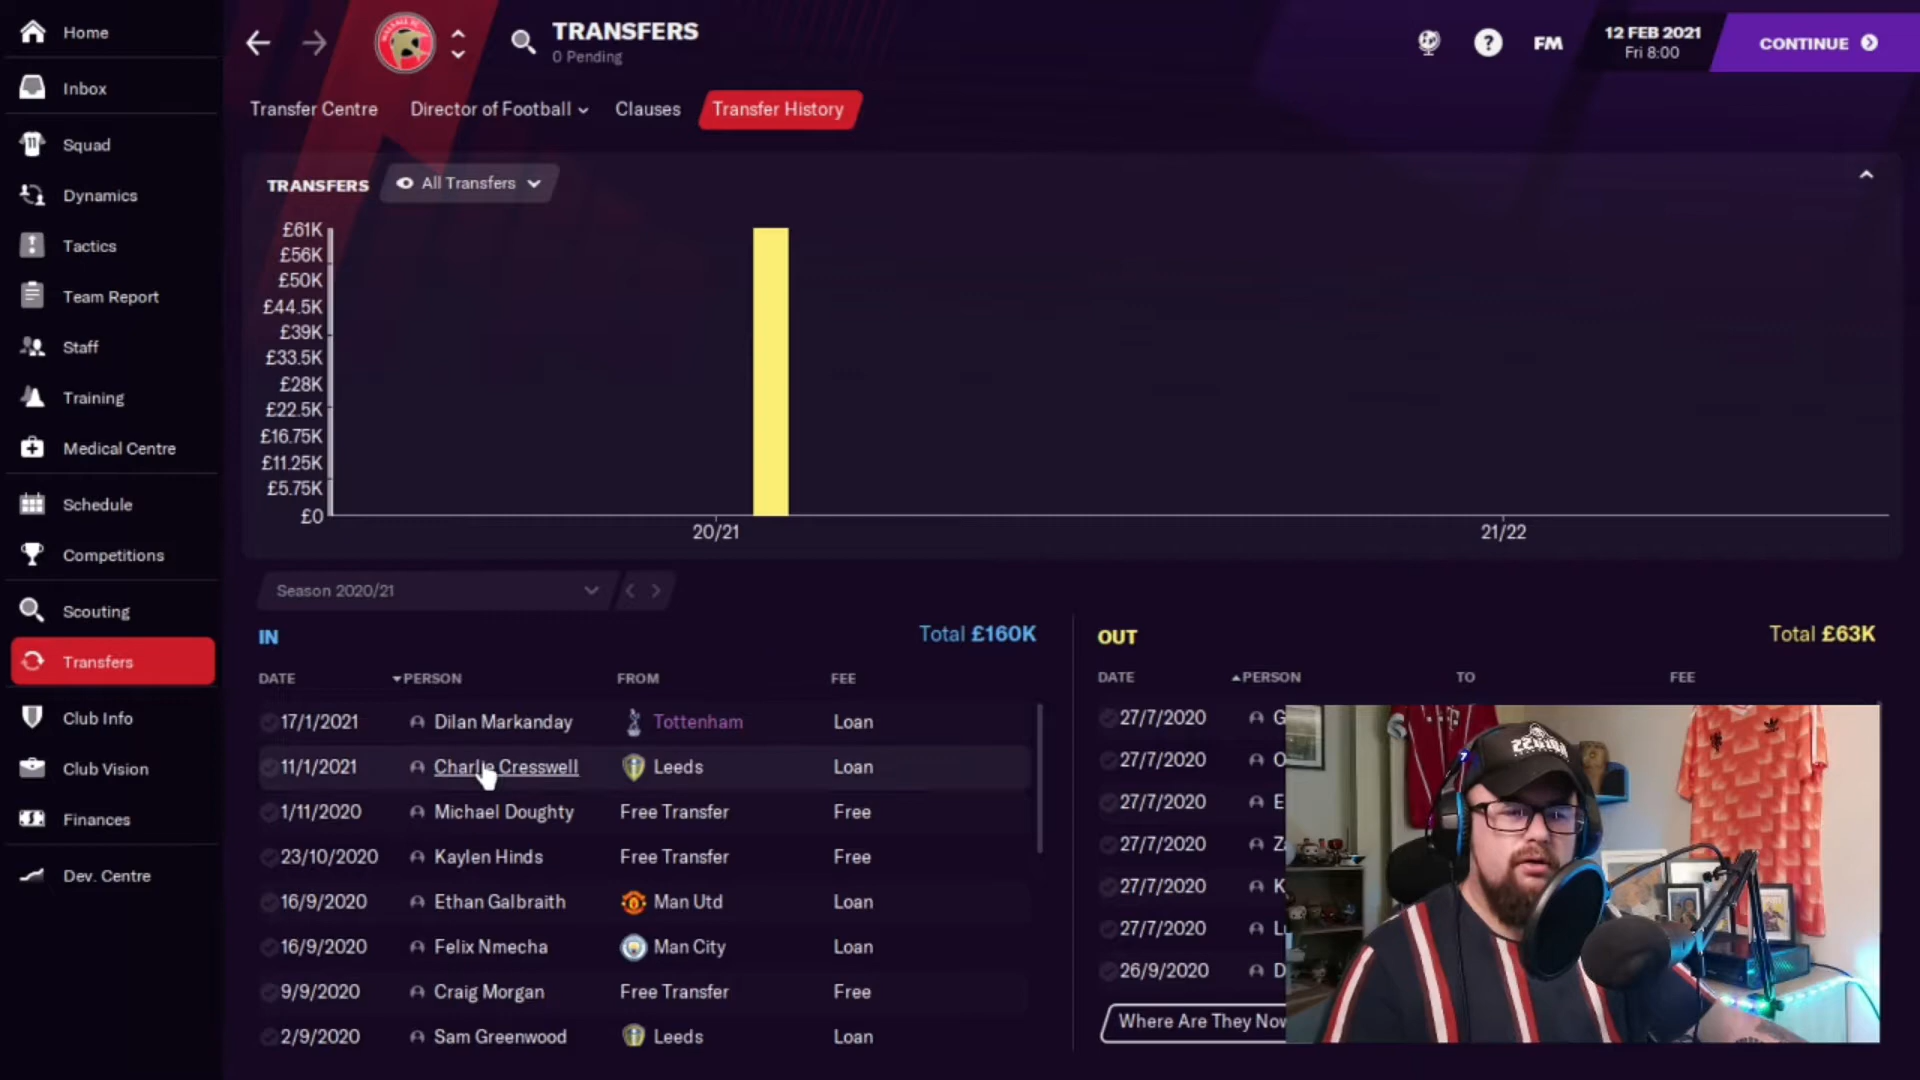 Home
Inbox
Squad
Dynamics
Tactics
Team Report
Staff
Training
Medical Centre
Schedule
Competitions
Scouting
Transfers
Club Info
Club Vision
Finances
Dev. Centre
TRANSFERS
0 Pending
FM
12 FEB 2021
Fri 8:00
CONTINUE
Transfer Centre
Director of Football
Clauses
Transfer History
TRANSFERS
All Transfers
£61K
£56K
£50K
£44.5K
£39K
£33.5K
£28K
£22.5K
£16.75K
£11.25K
£5.75K
£0
20/21
21/22
Season 2020/21
IN
Total £160K
DATE PERSON FROM FEE
17/1/2021 Dilan Markanday Tottenham Loan
11/1/2021 Charlie Cresswell Leeds Loan
1/11/2020 Michael Doughty Free Transfer Free
23/10/2020 Kaylen Hinds Free Transfer Free
16/9/2020 Ethan Galbraith Man Utd Loan
16/9/2020 Felix Nmecha Man City Loan
9/9/2020 Craig Morgan Free Transfer Free
2/9/2020 Sam Greenwood Leeds Loan
OUT
Total £63K
DATE PERSON TO FEE
27/7/2020 G
27/7/2020 O
27/7/2020 E
27/7/2020 Z
27/7/2020 K
27/7/2020 L
26/9/2020 D
Where Are They Now